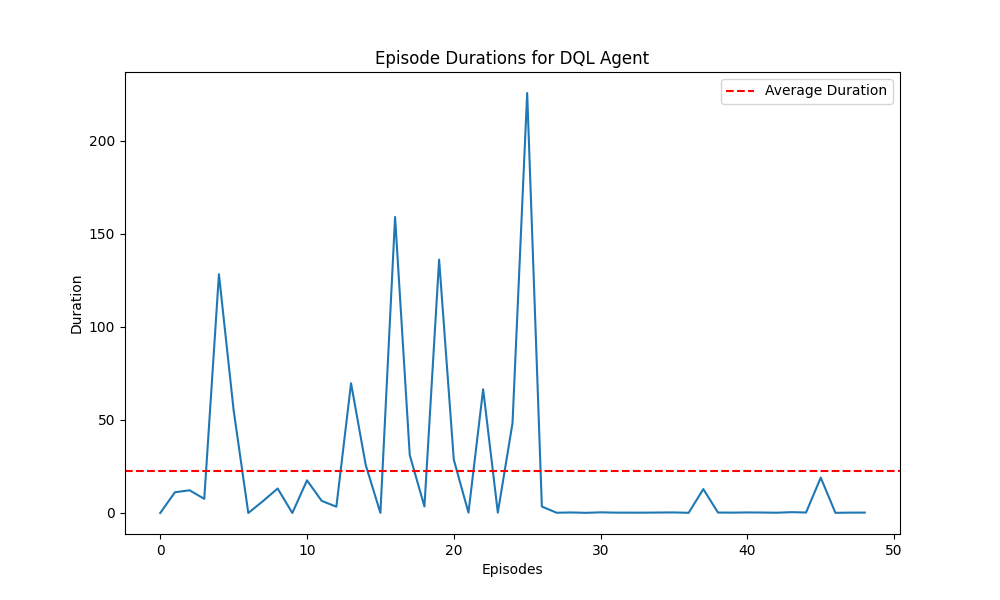 Episode Durations for DQL Agent
Average Duration
200
150
100
50
0
Duration
0 10 20 30 40 50
Episodes